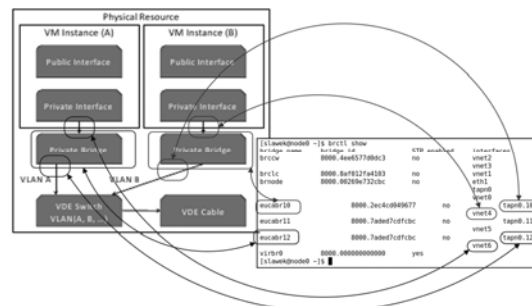 Physical Resource
VM Instance (A)
VM Instance (B)
Public Interface
Public Interface
Private Interface
Private Interface
Private Bridge
Private Bridge
VLAN A
VLAN B
VDE Switch
VLAN(A, B,
VDE Cable
[slawek@node0 ~]$ brctl show
bridge name bridge id STP enabled interfaces
brccw 8000.4ee6577d0dc3 no vnet2
vnet3
brclc 8000.8af012fa4103 no vnet1
brnode 8000.00269e732cbc no eth1
tapn0
vnet0
eucabr10 8000.2ec4cd049677 no tapn0.10
vnet4
eucabr11 8000.7aded7cdfcbc no tapn0.11
vnet5
eucabr12 8000.7aded7cdfcbc no tapn0.12
vnet6
virbr0 8000.000000000000 yes
[slawek@node0 ~]$